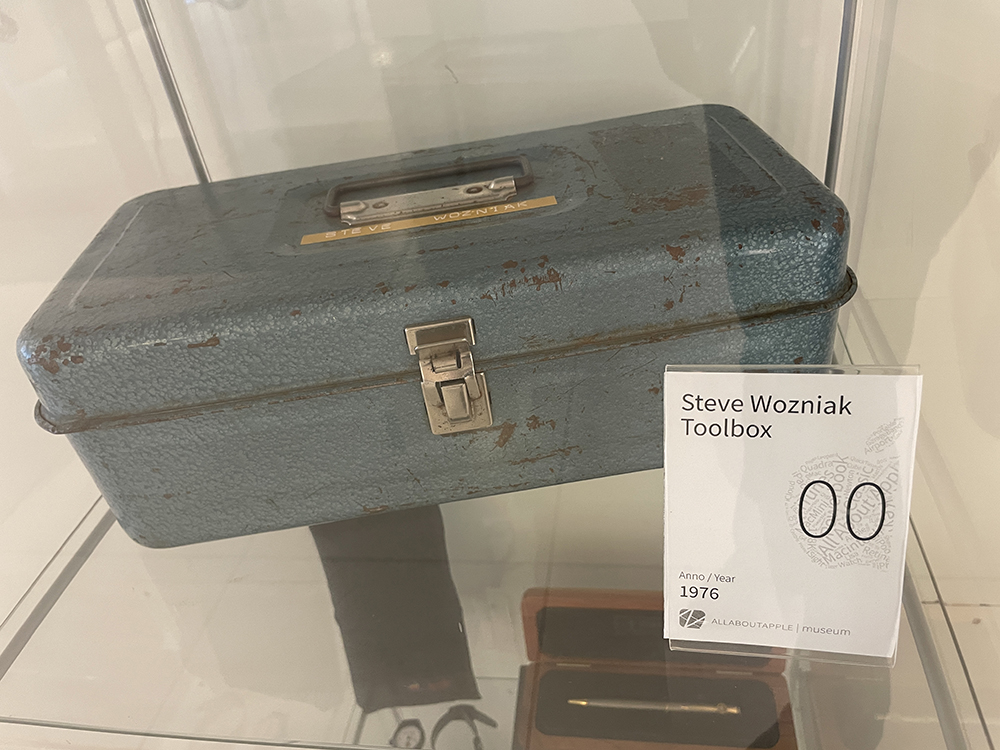 STEVE WOZNIAK
Steve Wozniak
Toolbox
00
Anno / Year
1976
ALLABOUTAPPLE | museum